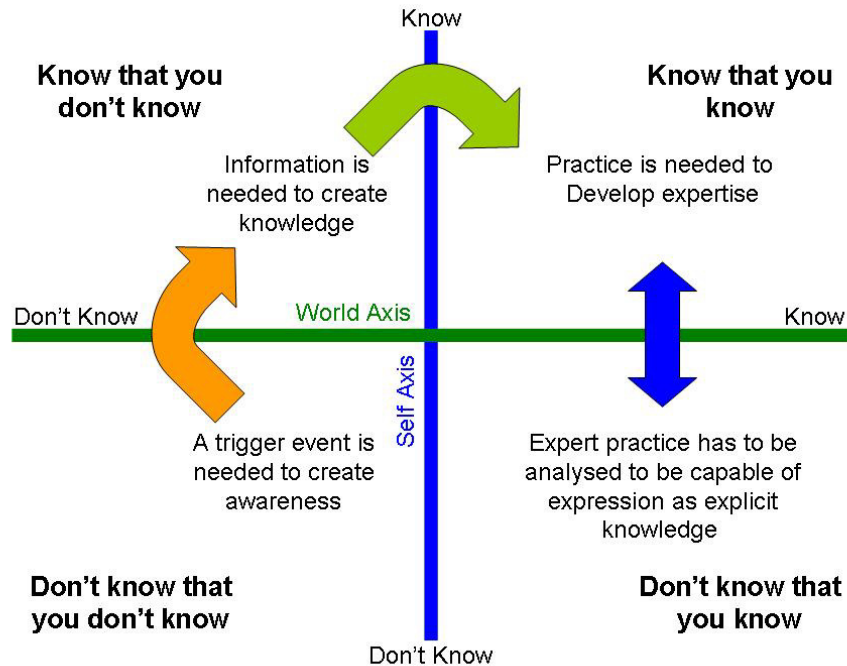 Know
Know that you
don't know
Know that you
know
Information is
needed to create
knowledge
Practice is needed to
Develop expertise
Don't Know
World Axis
Know
Self Axis
A trigger event is
needed to create
awareness
Expert practice has to be
analysed to be capable of
expression as explicit
knowledge
Don't know that
you don't know
Don't know that
you know
Don't Know